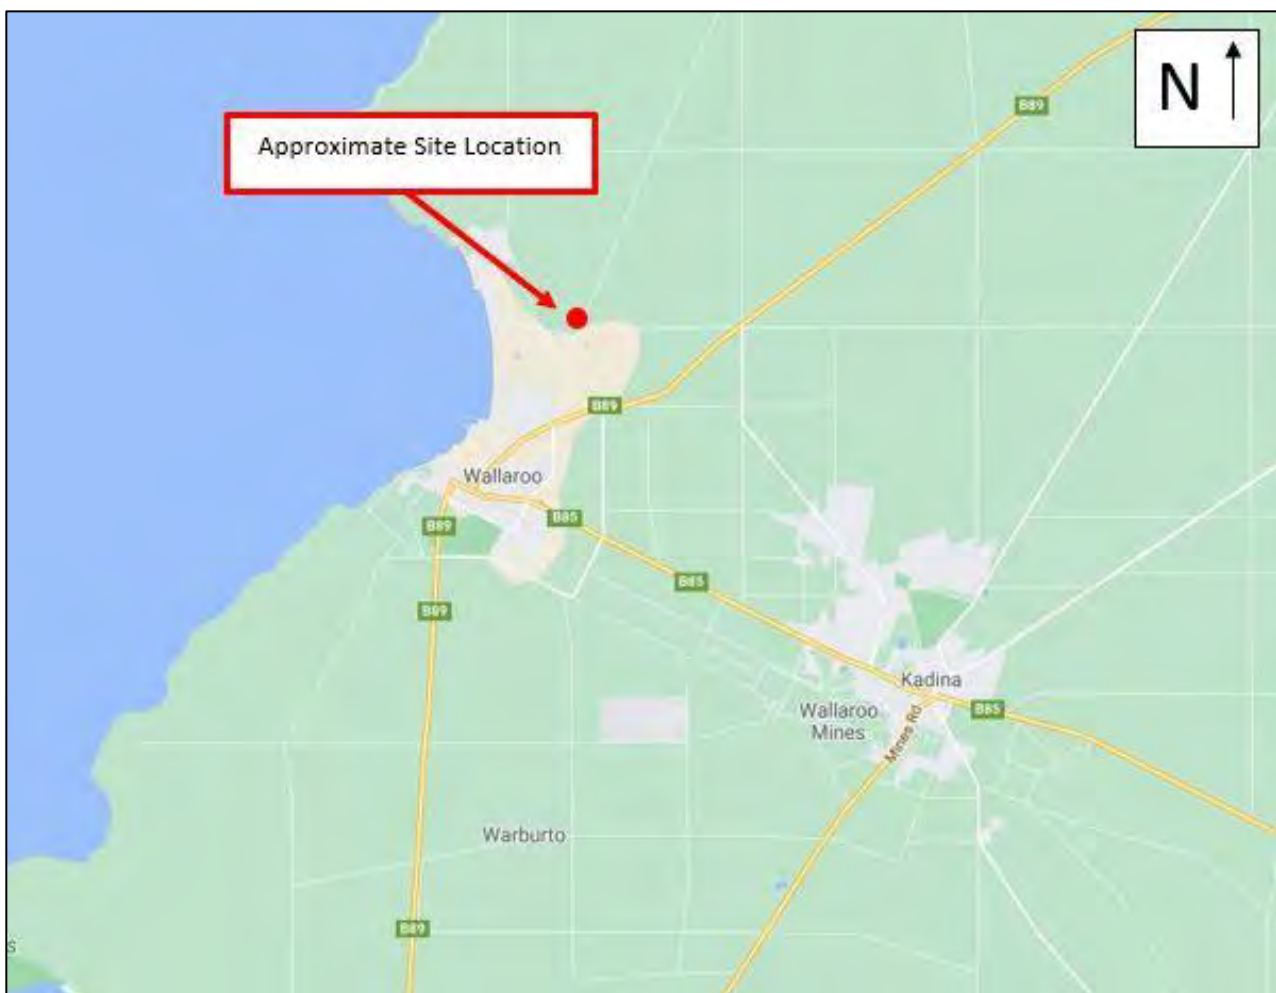 N
B89
Approximate Site Location
B89
Wallaroo
B85
B89
B85
B89
Kadina
Wallaroo
Mines
Mines Rd
B85
Warburto
B89
s